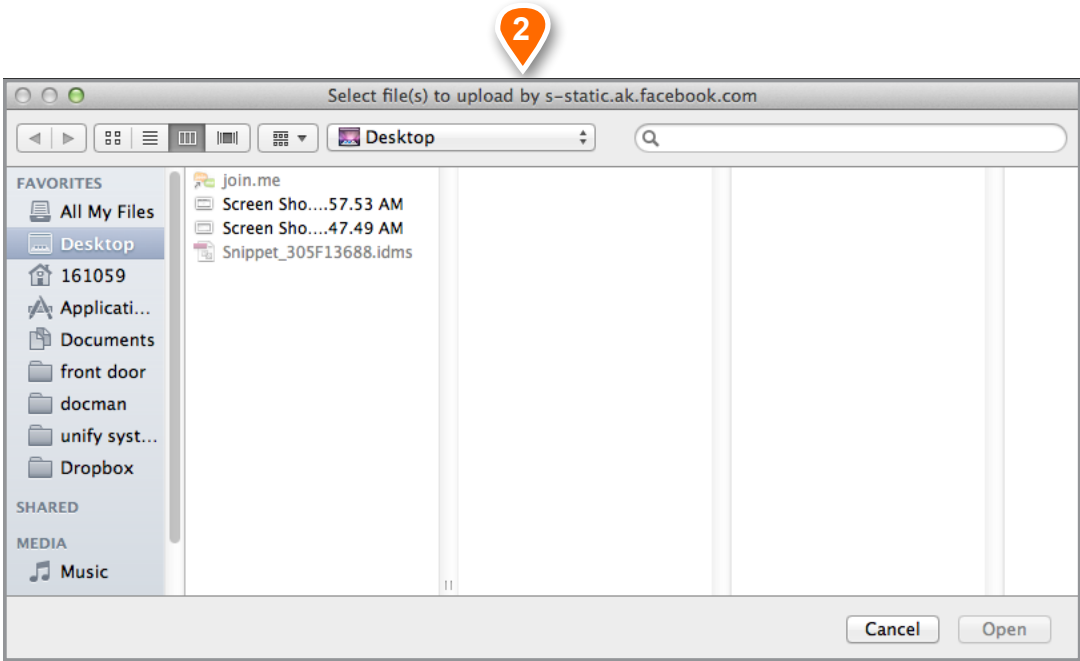 2
Select file(s) to upload by s-static.ak.facebook.com
Desktop
FAVORITES
All My Files
Desktop
161059
Applicati...
Documents
front door
docman
unify syst...
Dropbox
SHARED
MEDIA
Music
join.me
Screen Sho....57.53 AM
Screen Sho....47.49 AM
Snippet_305F13688.idms
Cancel
Open